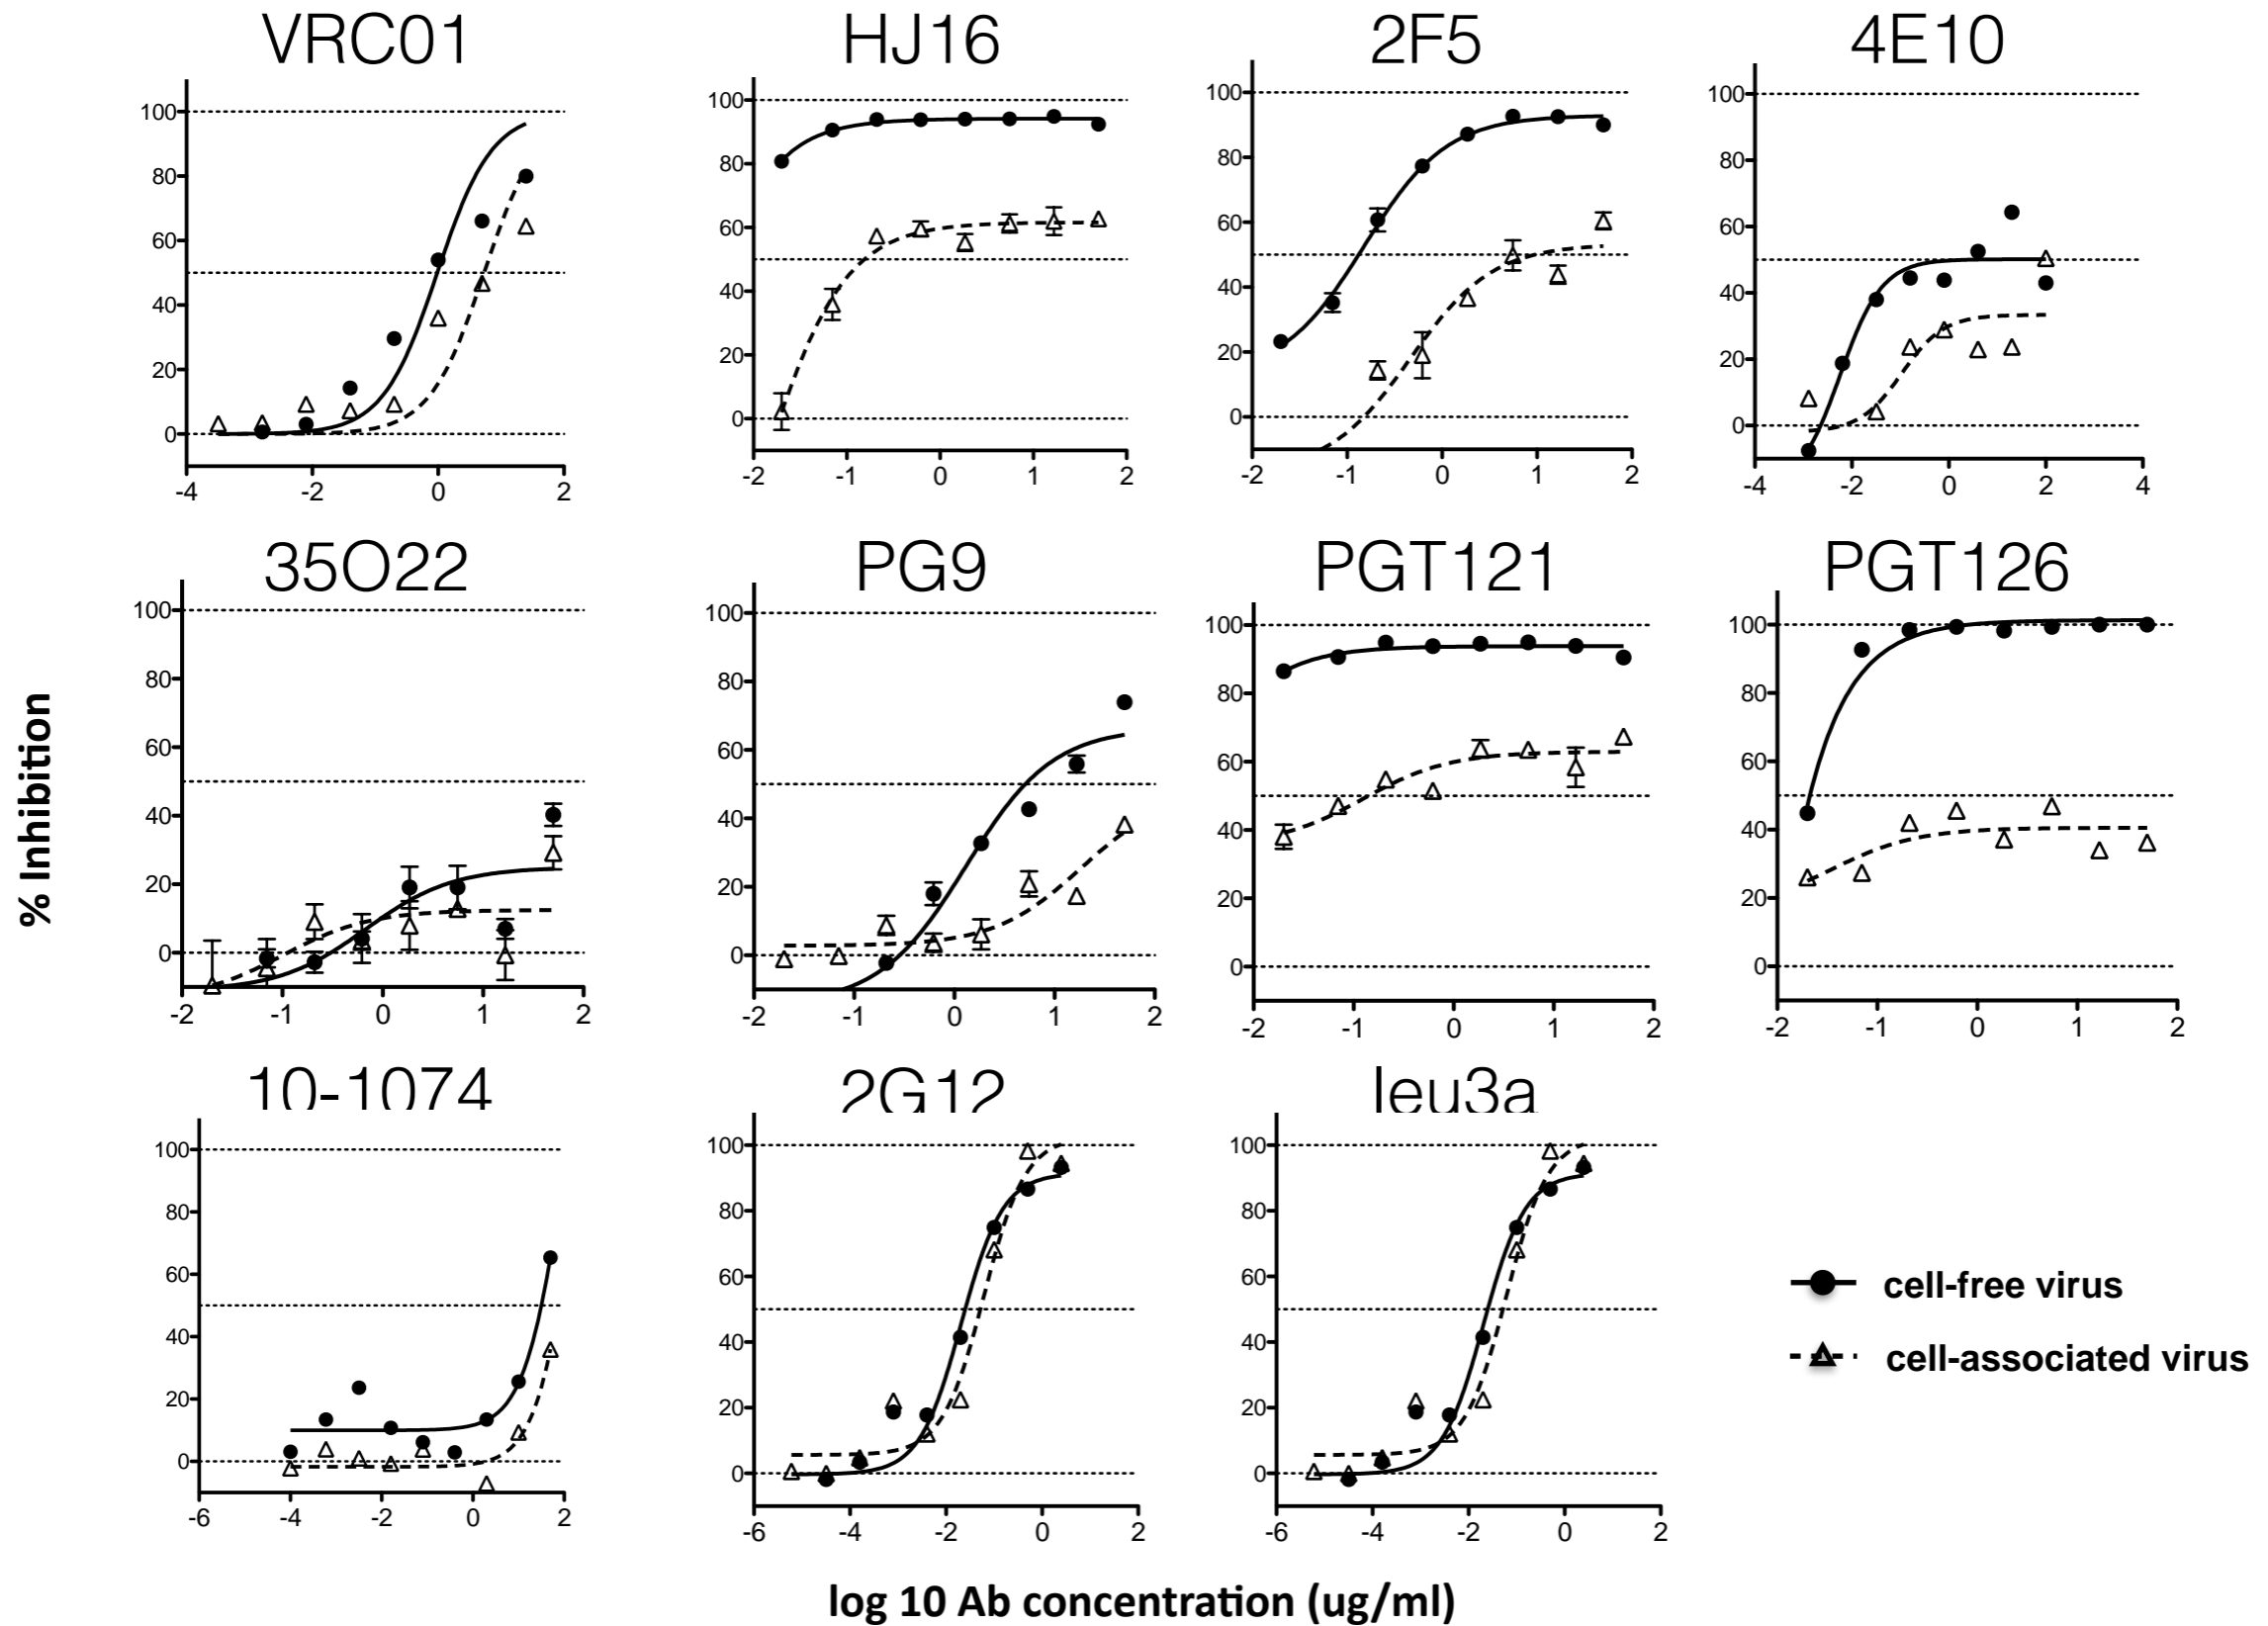 VRC01 HJ16 2F5 4E10
100 100 100 100
80 80 80 80
60 60 60 60
40 40 40 40
20 20 20 20
0 0 0 0
-4 -2 0 2 -2 -1 0 1 2 -2 -1 0 1 2 -4 -2 0 2 4
35O22 PG9 PGT121 PGT126
100 100 100 100
80 80 80 80
60 60 60 60
40 40 40 40
20 20 20 20
0 0 0 0
-2 -1 0 1 2 -2 -1 0 1 2 -2 -1 0 1 2 -2 -1 0 1 2
% Inhibition
10-1074 2G12 leu3a
100 100 100
80 80 80
60 60 60
40 40 40
20 20 20
0 0 0
-6 -4 -2 0 2 -6 -4 -2 0 2 -6 -4 -2 0 2
cell-free virus
cell-associated virus
log 10 Ab concentration (ug/ml)